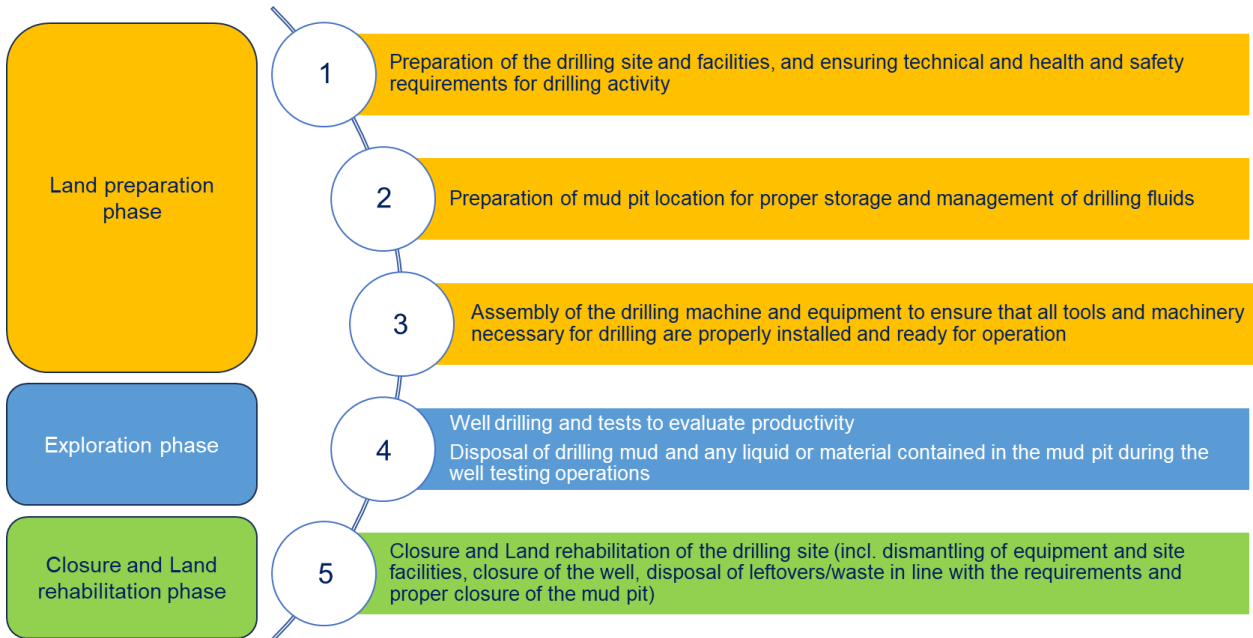 Land preparation
phase
1
Preparation of the drilling site and facilities, and ensuring technical and health and safety
requirements for drilling activity
2
Preparation of mud pit location for proper storage and management of drilling fluids
3
Assembly of the drilling machine and equipment to ensure that all tools and machinery
necessary for drilling are properly installed and ready for operation
Exploration phase
4
Well drilling and tests to evaluate productivity
Disposal of drilling mud and any liquid or material contained in the mud pit during the
well testing operations
Closure and Land
rehabilitation phase
5
Closure and Land rehabilitation of the drilling site (incl. dismantling of equipment and site
facilities, closure of the well, disposal of leftovers/waste in line with the requirements and
proper closure of the mud pit)